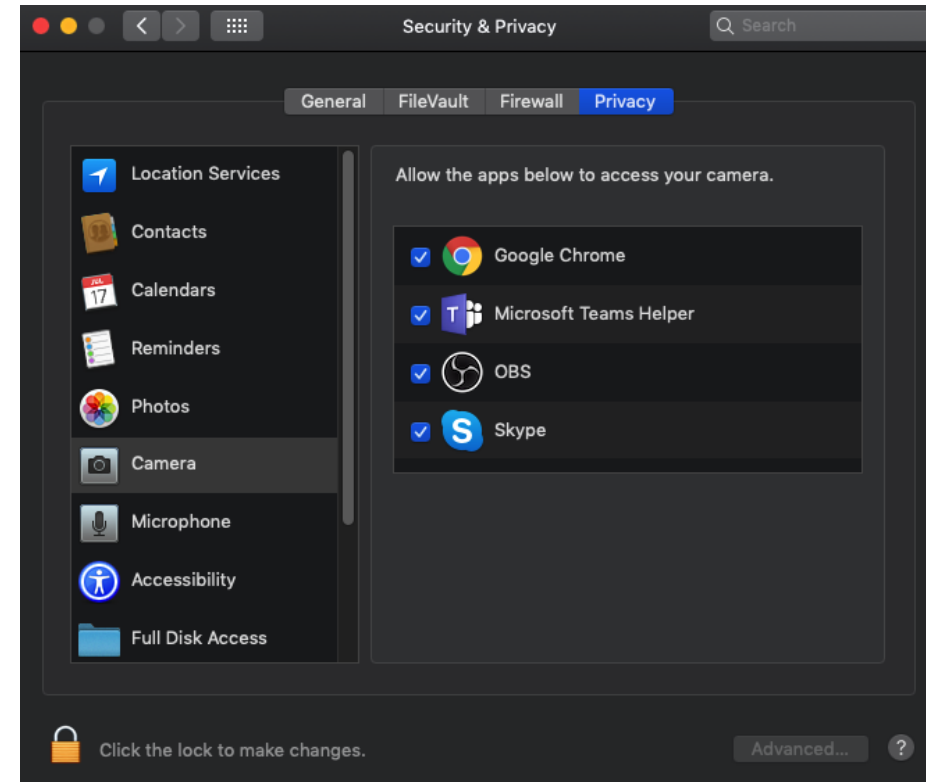 Security & Privacy
Search
General FileVault Firewall Privacy
Location Services
Contacts
JUL
17
Calendars
Reminders
Photos
Camera
Microphone
Accessibility
Full Disk Access
Allow the apps below to access your camera.
Google Chrome
T
Microsoft Teams Helper
OBS
S
Skype
Click the lock to make changes.
Advanced...
?